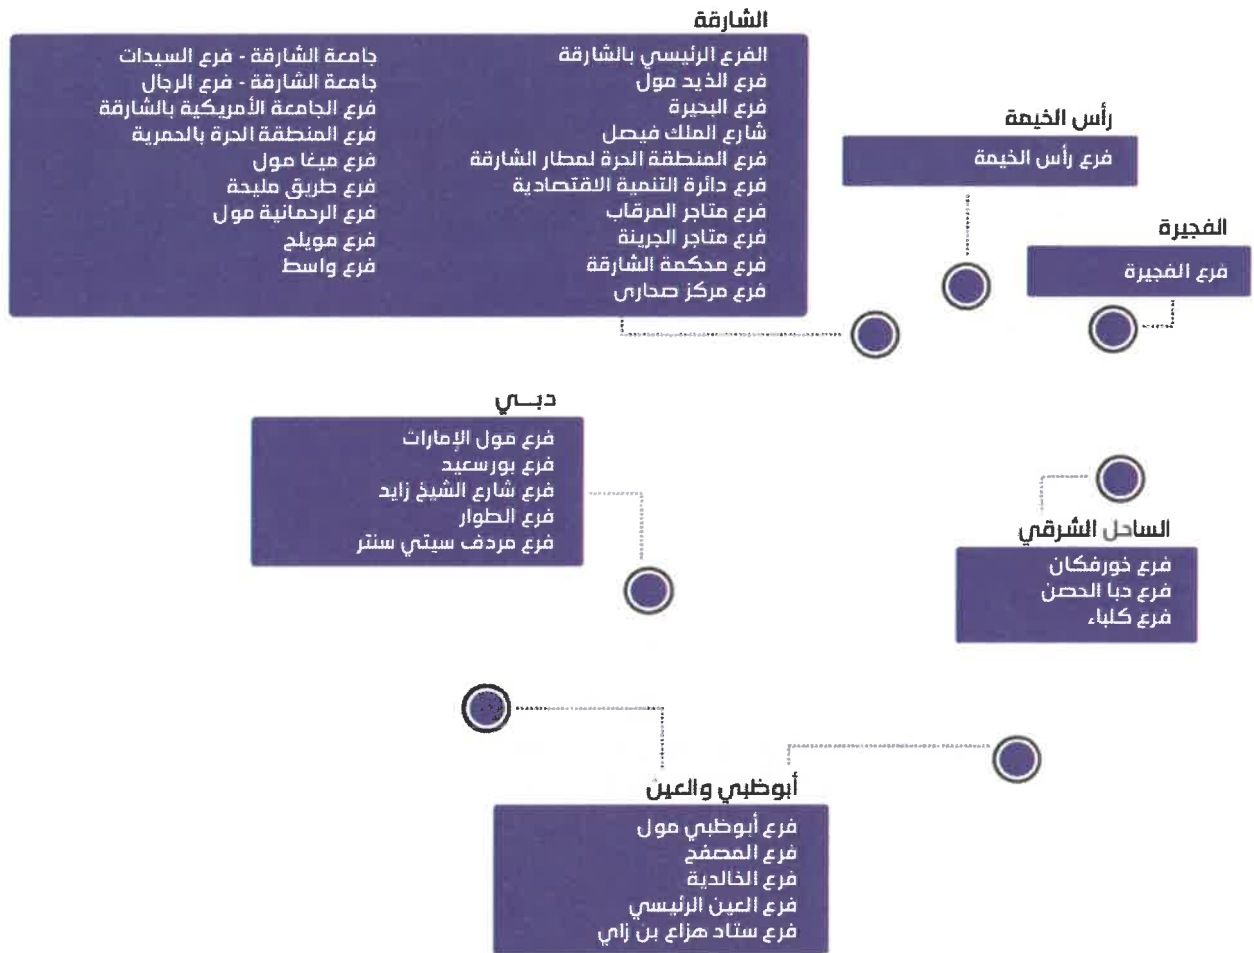 الشارقة
الفرع الرئيسي بالشارقة
فرع الذيد مول
فرع البحيرة
شارع الملك فيصل
فرع المنطقة الحرة لمطار الشارقة
فرع دائرة التنمية الاقتصادية
فرع متاجر المرقاب
فرع متاجر الجرينة
فرع محكمة الشارقة
فرع مركز صحارى
جامعة الشارقة - فرع السيدات
جامعة الشارقة - فرع الرجال
فرع الجامعة الأمريكية بالشارقة
فرع المنطقة الحرة بالحمرية
فرع ميغا مول
فرع طريق مليحة
فرع الرحمانية مول
فرع مويلح
فرع واسط
رأس الخيمة
فرع رأس الخيمة
الفجيرة
فرع الفجيرة
دبــي
فرع مول الإمارات
فرع بورسعيد
فرع شارع الشيخ زايد
فرع الطوار
فرع مردف سيتي سنتر
الساحل الشرقي
فرع خورفكان
فرع دبا الحصن
فرع كلباء
أبوظبي والعين
فرع أبوظبي مول
فرع المصفح
فرع الخالدية
فرع العين الرئيسي
فرع ستاد هزاع بن زاي